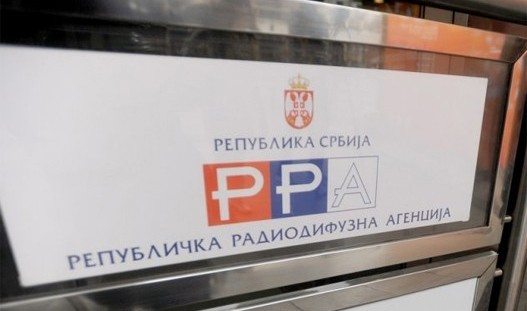 РЕПУБЛИКА СРБИЈА
РРА
РЕПУБЛИЧКА РАДИОДИФУЗНА АГЕНЦИЈА